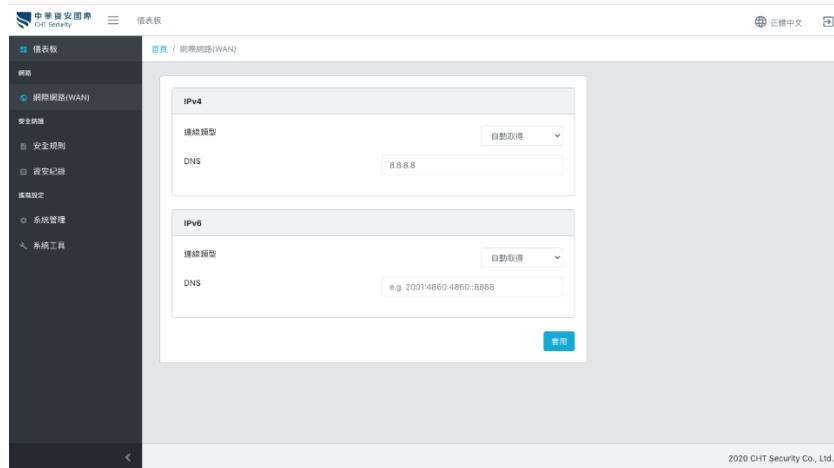 中華資安國際
CHT Security
儀表板
正體中文
儀表板
網路
網際網路(WAN)
安全防護
安全規則
資安紀錄
進階設定
系統管理
系統工具
首頁 / 網際網路(WAN)
IPv4
連線類型
自動取得
DNS
8.8.8.8
IPv6
連線類型
自動取得
DNS
e.g. 2001:4860:4860::8888
套用
2020 CHT Security Co., Ltd.